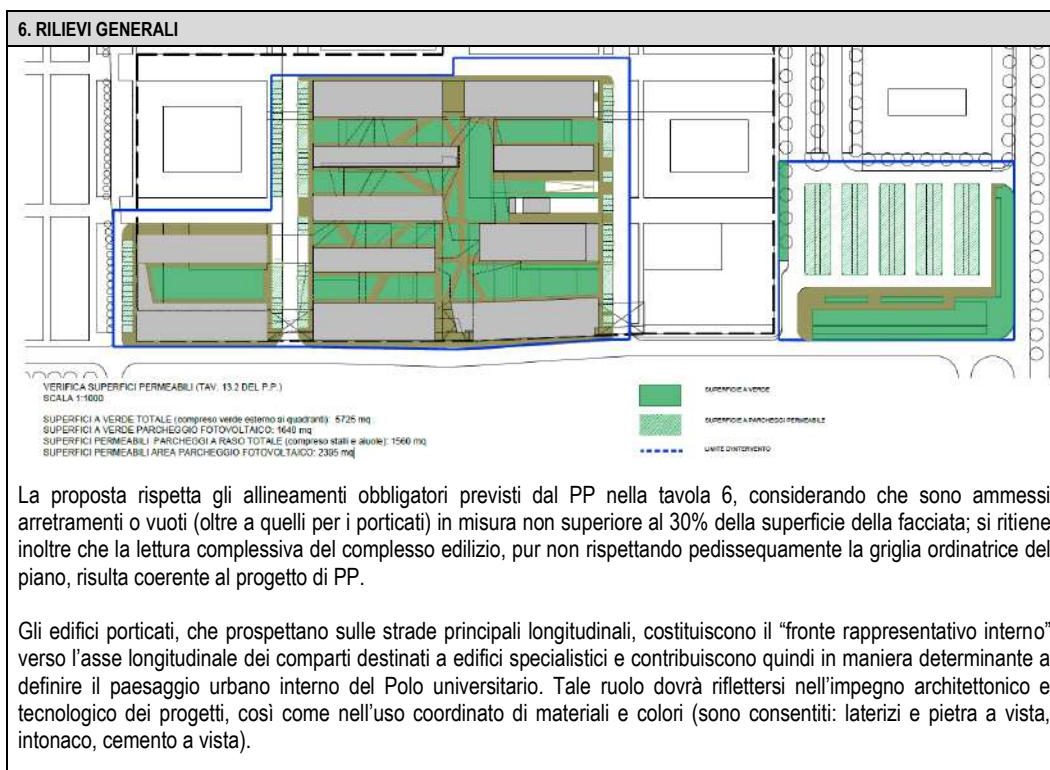 6. RILIEVI GENERALI
VERIFICA SUPERFICI PERMEABILI (TAV. 13.2 DEL P.P.)
SCALA 1:1000
SUPERFICI A VERDE TOTALE (compreso verde esterno ai quadranti): 5725 mq
SUPERFICI A VERDE PARCHEGGIO FOTOVOLTAICO: 1640 mq
SUPERFICI PERMEABILI PARCHEGGI A RASO TOTALE (compreso stalli e aiuole): 1560 mq
SUPERFICI PERMEABILI AREA PARCHEGGIO FOTOVOLTAICO: 2395 mq
SUPERFICIE A VERDE
SUPERFICIE A PARCHEGGI PERMEABILE
LIMITE D'INTERVENTO
La proposta rispetta gli allineamenti obbligatori previsti dal PP nella tavola 6, considerando che sono ammessi
arretramenti o vuoti (oltre a quelli per i porticati) in misura non superiore al 30% della superficie della facciata; si ritiene
inoltre che la lettura complessiva del complesso edilizio, pur non rispettando pedissequamente la griglia ordinatrice del
piano, risulta coerente al progetto di PP.
Gli edifici porticati, che prospettano sulle strade principali longitudinali, costituiscono il “fronte rappresentativo interno”
verso l’asse longitudinale dei comparti destinati a edifici specialistici e contribuiscono quindi in maniera determinante a
definire il paesaggio urbano interno del Polo universitario. Tale ruolo dovrà riflettersi nell’impegno architettonico e
tecnologico dei progetti, così come nell’uso coordinato di materiali e colori (sono consentiti: laterizi e pietra a vista,
intonaco, cemento a vista).